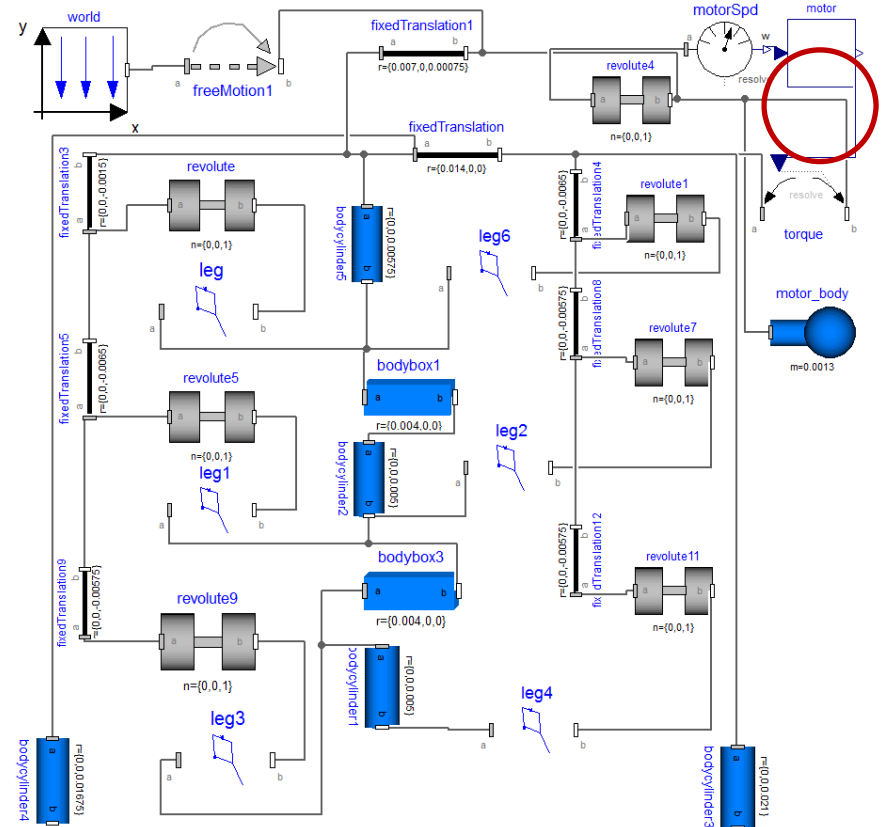 y
world
x
a
b
freeMotion1
fixedTranslation1
a
b
r={0.007,0,0.00075}
motorSpd
a
w
resolve
motor
revolute4
a
b
n={0,0,1}
fixedTranslation
a
b
r={0.014,0,0}
fixedTranslation3
b
a
r={0,0,-0.0015}
revolute
a
b
n={0,0,1}
bodycylinder5
a
b
r={0,0,0.00575}
leg
a
b
leg6
a
b
fixedTranslation4
b
a
r={0,0,-0.0065}
revolute1
a
b
n={0,0,1}
resolve
a
b
torque
motor_body
a
m=0.0013
fixedTranslation5
b
a
r={0,0,-0.0065}
revolute5
a
b
n={0,0,1}
bodybox1
a
b
r={0.004,0,0}
fixedTranslation8
b
a
r={0,0,-0.00575}
revolute7
a
b
n={0,0,1}
leg1
a
b
bodycylinder2
a
b
r={0,0,0.005}
leg2
a
b
fixedTranslation9
b
a
={0,0,-0.00575}
revolute9
a
b
n={0,0,1}
bodybox3
a
b
r={0.004,0,0}
fixedTranslation12
b
a
r={0,0,-0.00575}
revolute11
a
b
n={0,0,1}
bodycylinder1
a
b
r={0,0,0.005}
leg3
a
b
leg4
a
b
bodycylinder4
a
b
r={0,0,0.01675}
bodycylinder3
a
b
r={0,0,0.021}